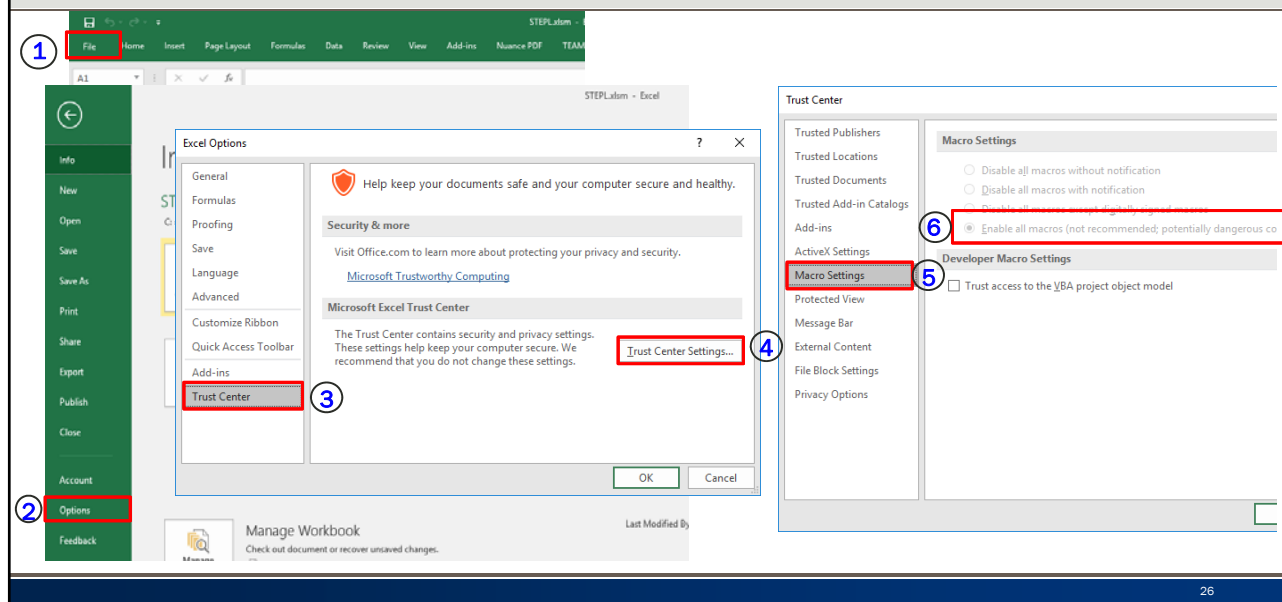 STEPL.xlsm -
1
File Home Insert Page Layout Formulas Data Review View Add-ins Nuance PDF TEAM
A1 fx
STEPL.xlsm - Excel
Info
New
Open
Save
Save As
Print
Share
Export
Publish
Close
Account
2
Options
Feedback
Excel Options ? ×
General
Formulas
Proofing
Save
Language
Advanced
Customize Ribbon
Quick Access Toolbar
Add-ins
Trust Center
3
Help keep your documents safe and your computer secure and healthy.
Security & more
Visit Office.com to learn more about protecting your privacy and security.
Microsoft Trustworthy Computing
Microsoft Excel Trust Center
The Trust Center contains security and privacy settings.
These settings help keep your computer secure. We
recommend that you do not change these settings.
Trust Center Settings...
4
OK Cancel
Manage Workbook
Check out document or recover unsaved changes.
Manage
Last Modified By
Trust Center
Trusted Publishers
Trusted Locations
Trusted Documents
Trusted Add-in Catalogs
Add-ins
ActiveX Settings
Macro Settings
5
Protected View
Message Bar
External Content
File Block Settings
Privacy Options
Macro Settings
Disable all macros without notification
Disable all macros with notification
Disable all macros except digitally signed macros
6
Enable all macros (not recommended; potentially dangerous co
Developer Macro Settings
Trust access to the VBA project object model
26